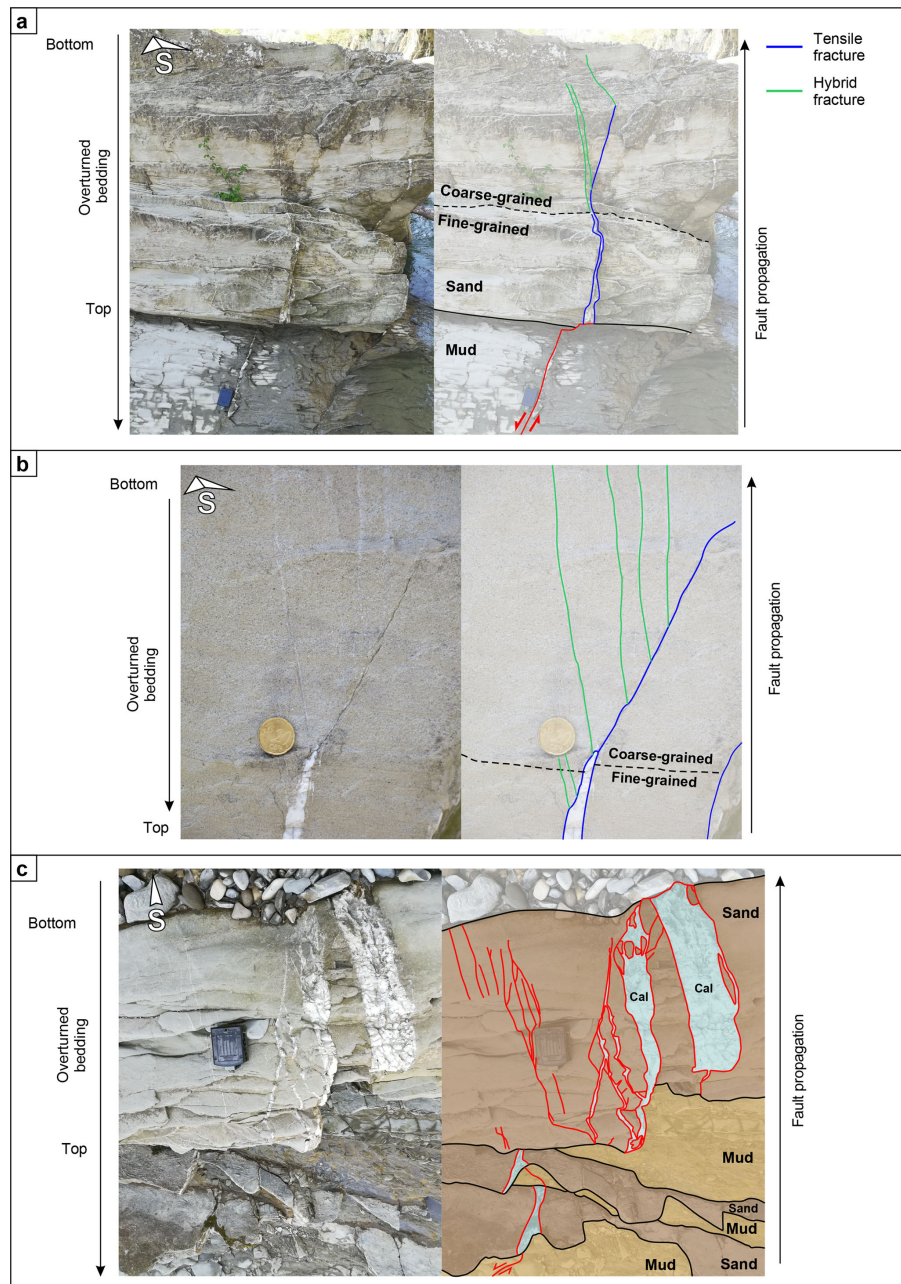 a
Bottom
S
Overturned
bedding
Top
Coarse-grained
Fine-grained
Sand
Mud
Fault propagation
Tensile
fracture
Hybrid
fracture
b
Bottom
S
Overturned
bedding
Top
Coarse-grained
Fine-grained
Fault propagation
c
Bottom
S
Overturned
bedding
Top
Sand
Cal
Cal
Mud
Sand
Mud
Mud
Sand
Fault propagation